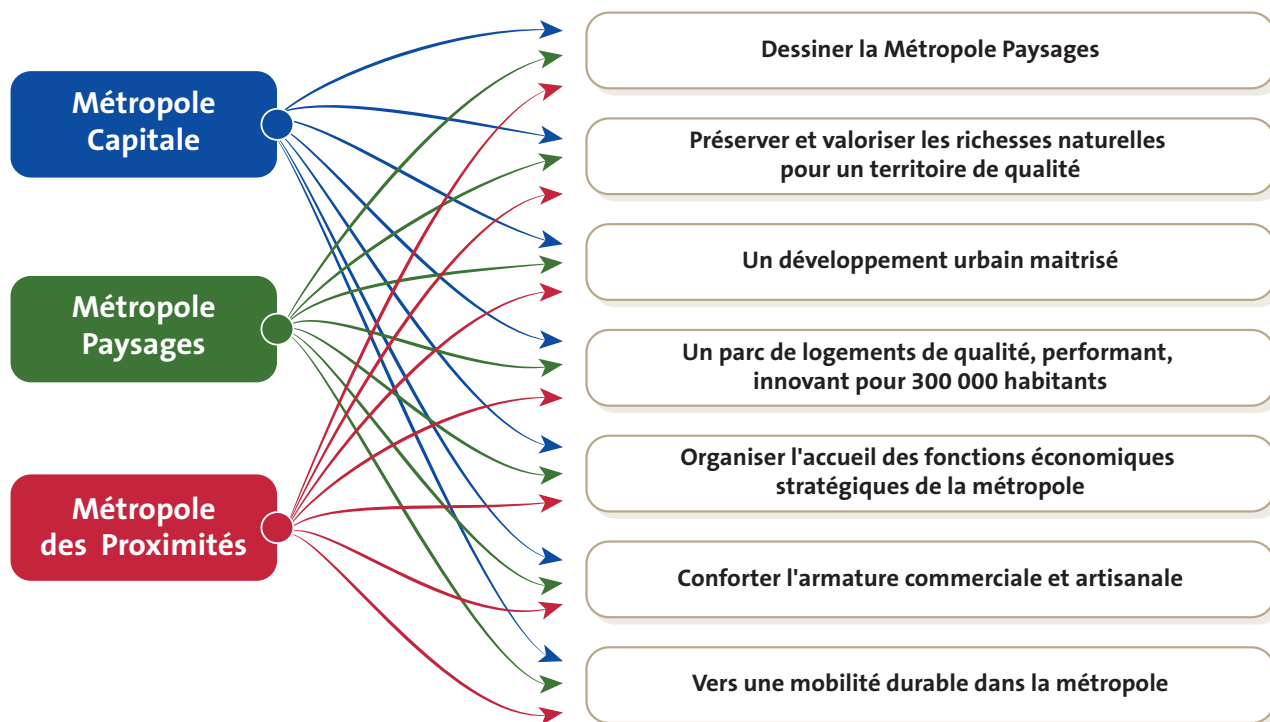 Métropole
Capitale
Métropole
Paysages
Métropole
des Proximités
Dessiner la Métropole Paysages
Préserver et valoriser les richesses naturelles
pour un territoire de qualité
Un développement urbain maitrisé
Un parc de logements de qualité, performant,
innovant pour 300 000 habitants
Organiser l'accueil des fonctions économiques
stratégiques de la métropole
Conforter l'armature commerciale et artisanale
Vers une mobilité durable dans la métropole